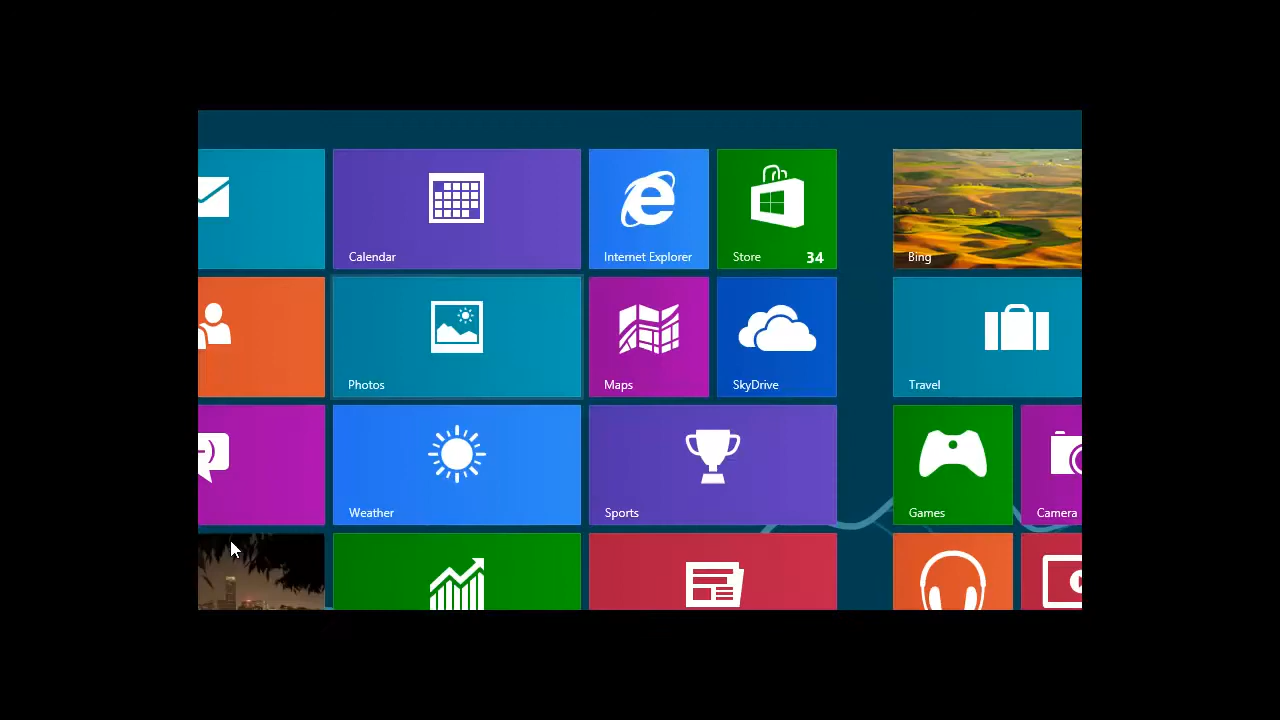 Calendar
Internet Explorer
Store 34
Bing
Photos
Maps
SkyDrive
Travel
Weather
Sports
Games
Camera